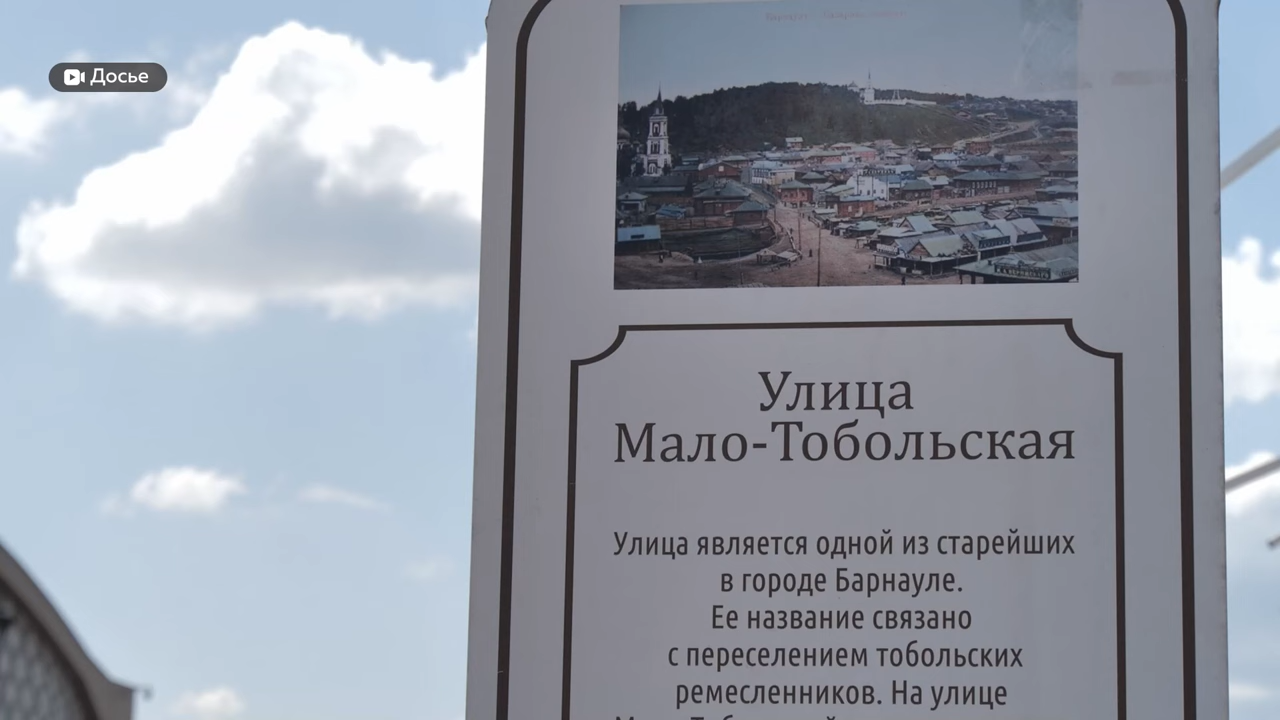 Досье
Улица
Мало-Тобольская
Улица является одной из старейших
в городе Барнауле.
Ее название связано
с переселением тобольских
ремесленников. На улице